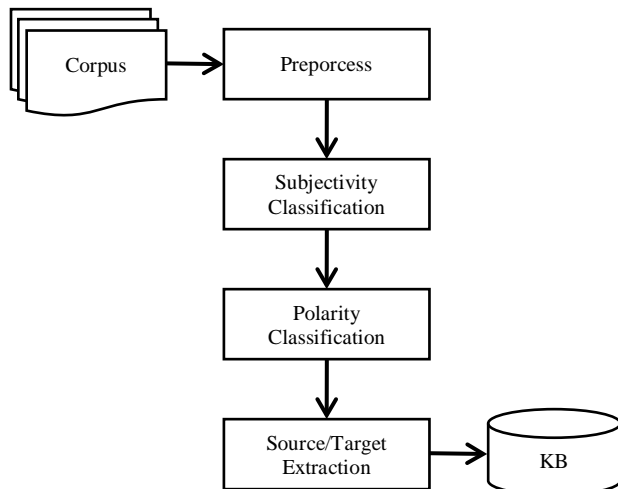 Corpus
Preporcess
Subjectivity
Classification
Polarity
Classification
Source/Target
Extraction
KB